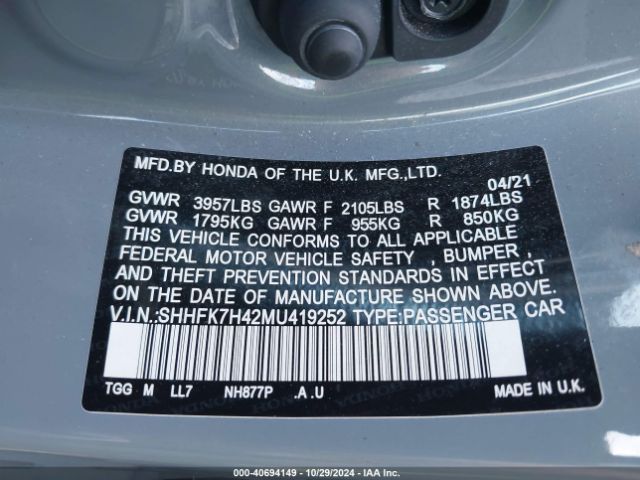 MFD.BY HONDA OF THE U.K. MFG.,LTD.
04/21
GVWR 3957LBS GAWR F 2105LBS R 1874LBS
GVWR 1795KG GAWR F 955KG R 850KG
THIS VEHICLE CONFORMS TO ALL APPLICABLE
FEDERAL MOTOR VEHICLE SAFETY , BUMPER ,
AND THEFT PREVENTION STANDARDS IN EFFECT
ON THE DATE OF MANUFACTURE SHOWN ABOVE.
V.I.N.:SHHFK7H42MU419252 TYPE:PASSENGER CAR
TGG M LL7 NH877P .A .U MADE IN U.K.
000-40694149 - 10/29/2024 - IAA Inc.